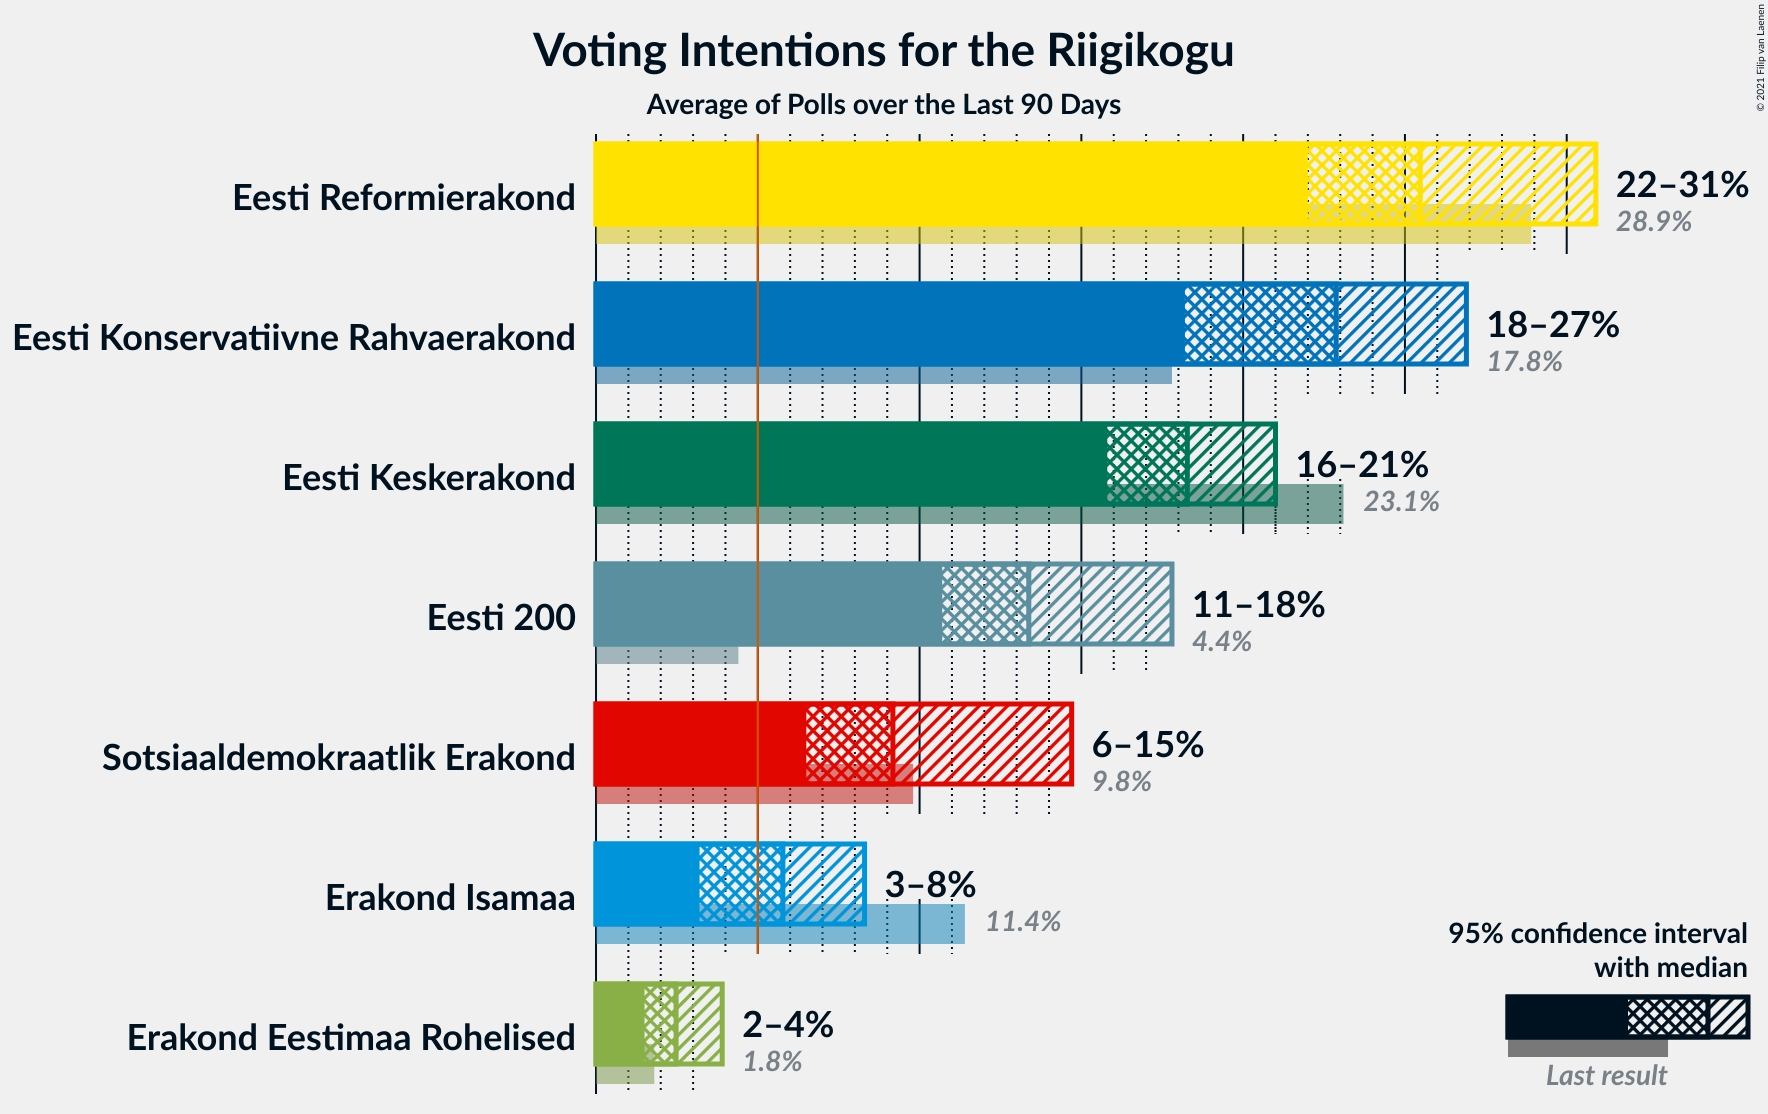 Voting Intentions for the Riigikogu
Average of Polls over the Last 90 Days
© 2021 Filip van Laenen
Eesti Reformierakond
22–31%
28.9%
Eesti Konservatiivne Rahvaerakond
18–27%
17.8%
Eesti Keskerakond
16–21%
23.1%
Eesti 200
11–18%
4.4%
Sotsiaaldemokraatlik Erakond
6–15%
9.8%
Erakond Isamaa
3–8%
11.4%
Erakond Eestimaa Rohelised
2–4%
1.8%
95% confidence interval
with median
Last result